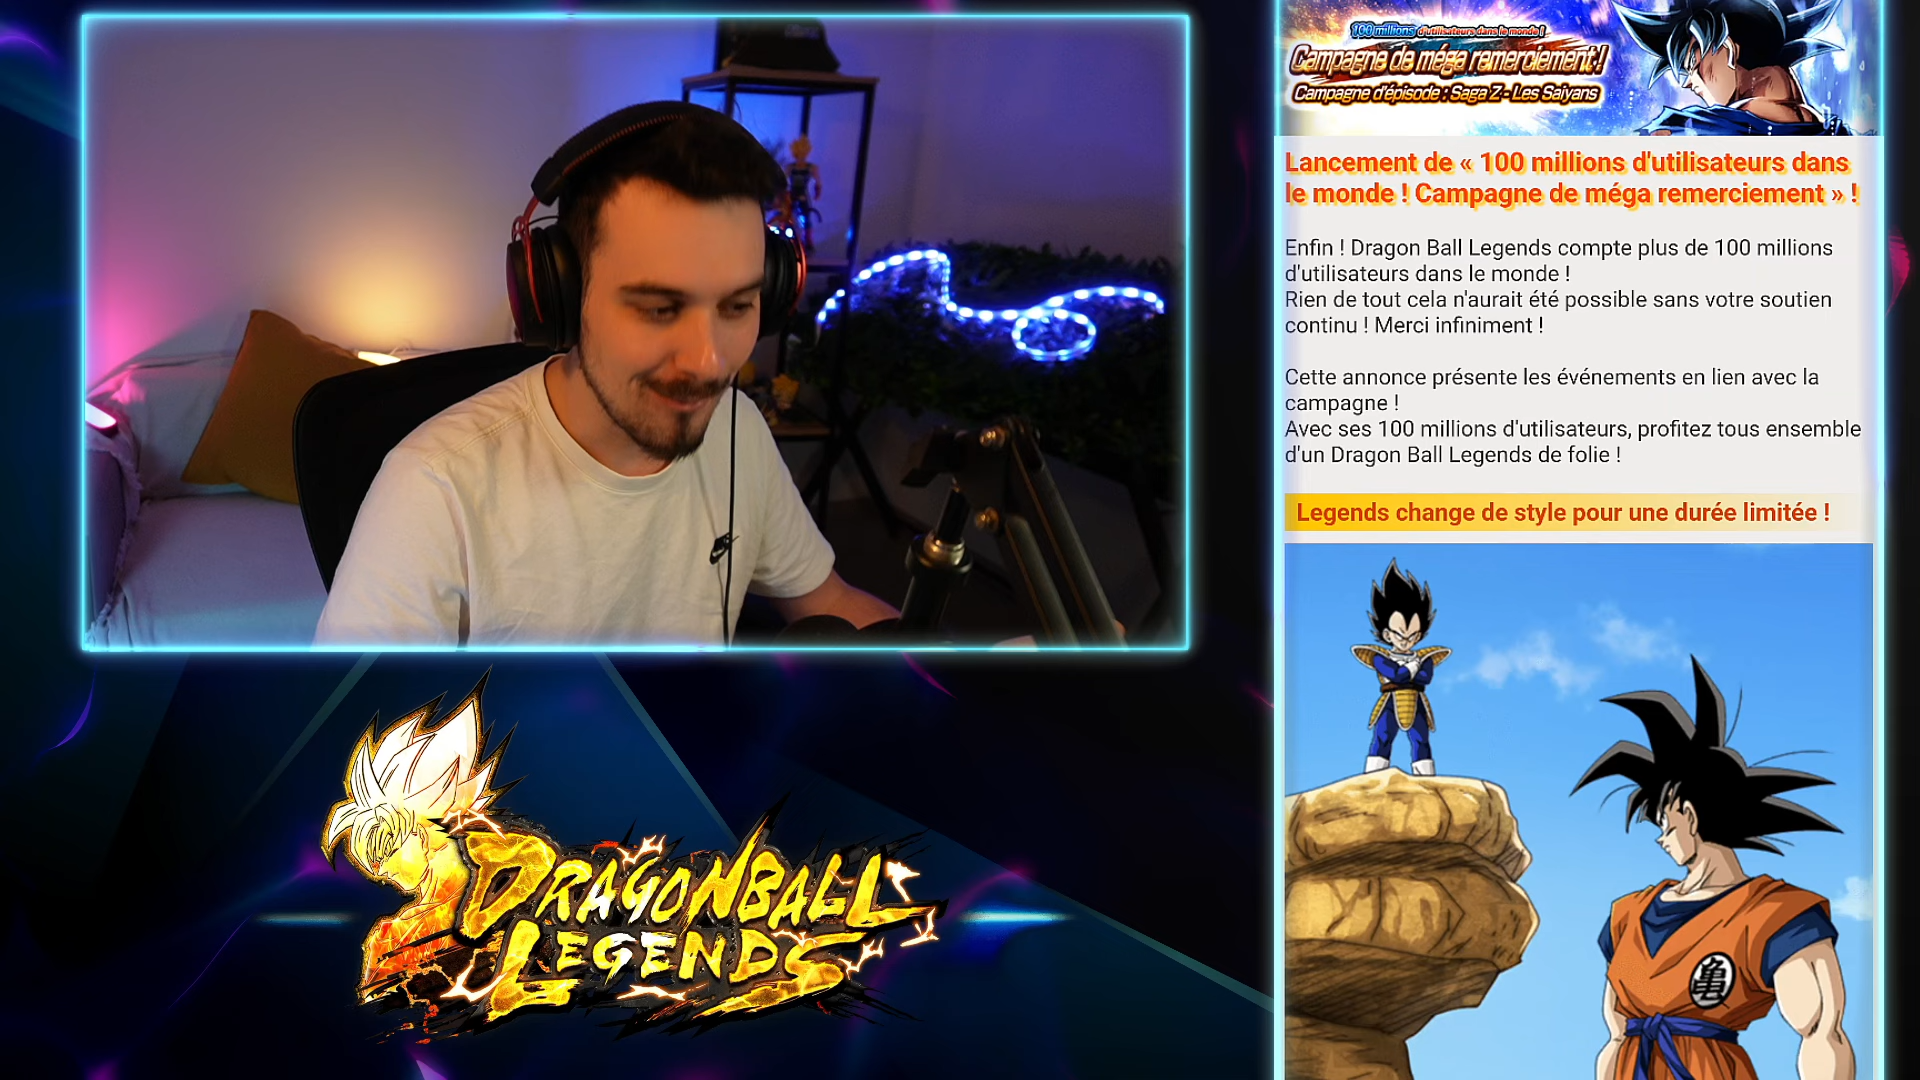 100 millions d'utilisateurs dans le monde !
Campagne de méga remerciement !
Campagne d'épisode : Saga Z - Les Saiyans
Lancement de « 100 millions d'utilisateurs dans
le monde ! Campagne de méga remerciement » !
Enfin ! Dragon Ball Legends compte plus de 100 millions
d'utilisateurs dans le monde !
Rien de tout cela n'aurait été possible sans votre soutien
continu ! Merci infiniment !
Cette annonce présente les événements en lien avec la
campagne !
Avec ses 100 millions d'utilisateurs, profitez tous ensemble
d'un Dragon Ball Legends de folie !
Legends change de style pour une durée limitée !
亀
DRAGONBALL
LEGENDS